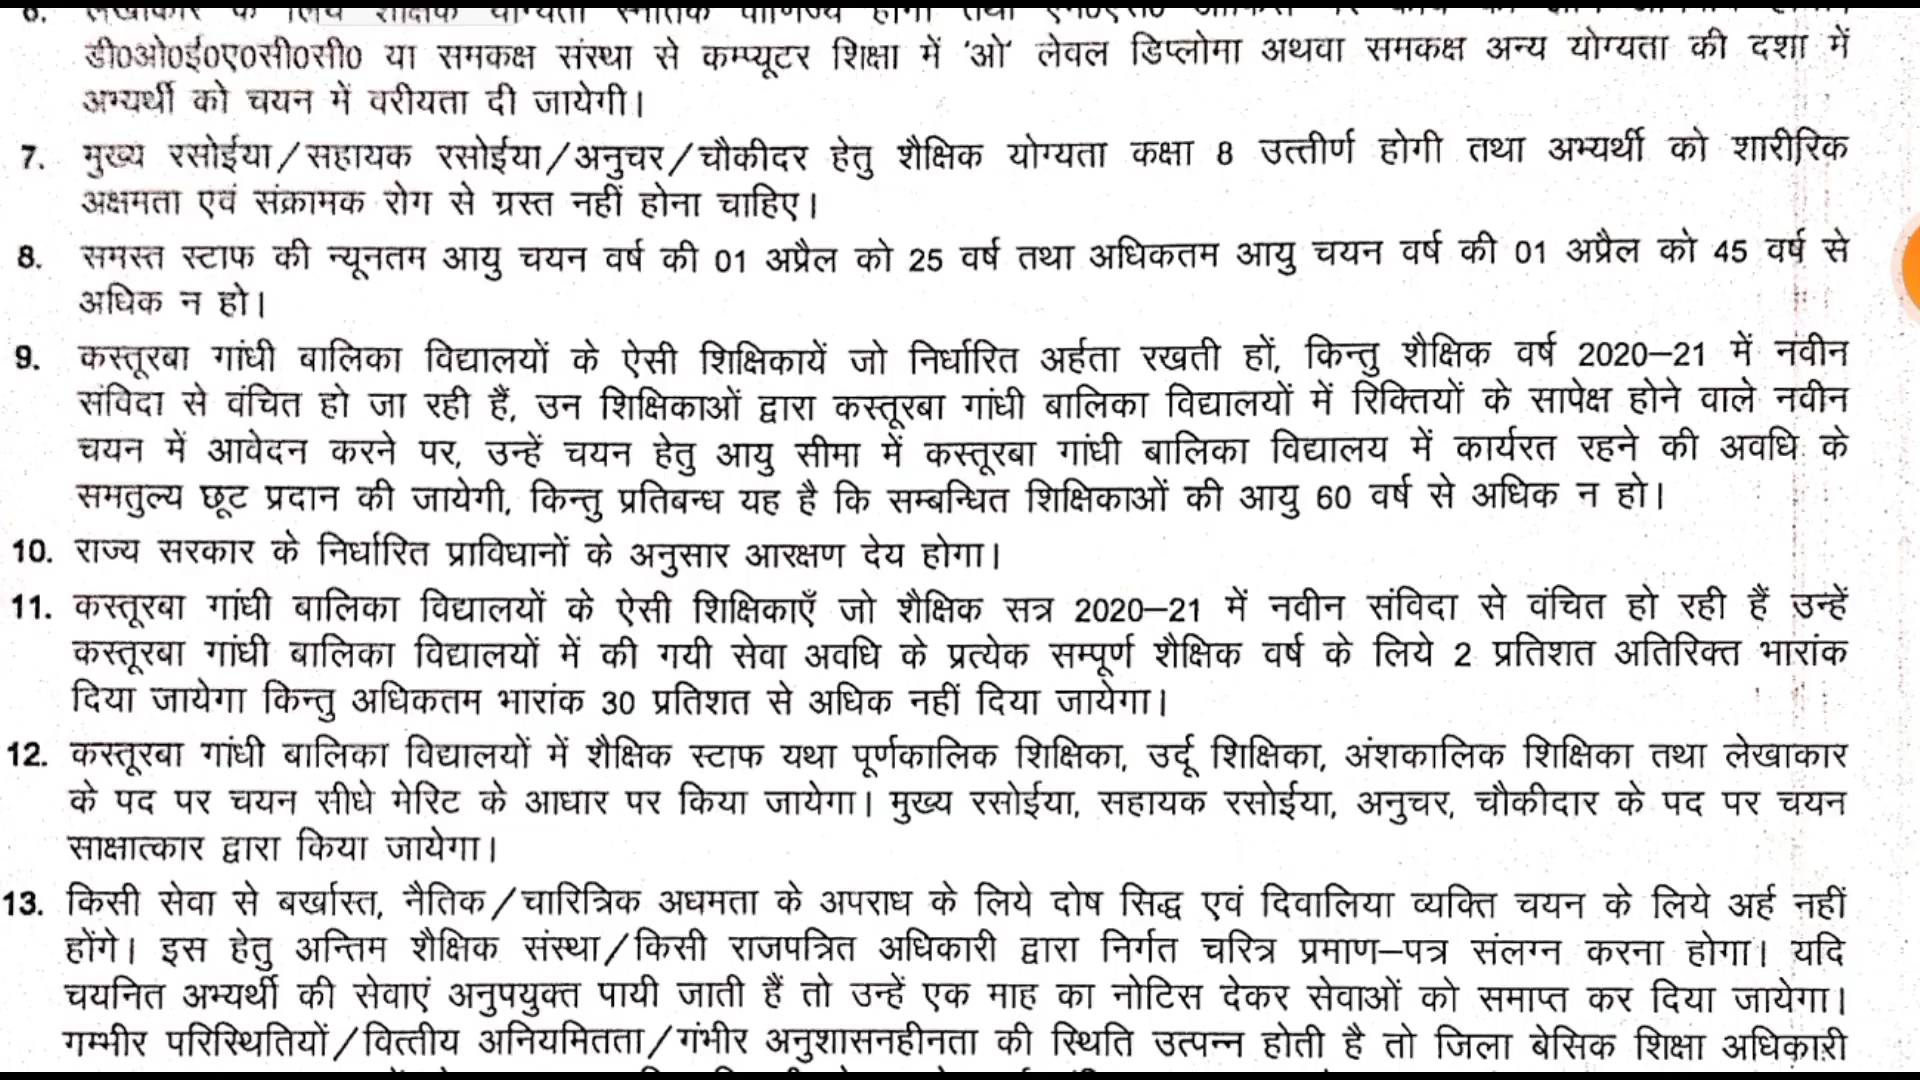 डी0ओ0ई0ए0सी0सी0 या समकक्ष संस्था से कम्प्यूटर शिक्षा में 'ओ' लेवल डिप्लोमा अथवा समकक्ष अन्य योग्यता की दशा में
अभ्यर्थी को चयन में वरीयता दी जायेगी।
7. मुख्य रसोईया/सहायक रसोईया/अनुचर/चौकीदर हेतु शैक्षिक योग्यता कक्षा 8 उत्तीर्ण होगी तथा अभ्यर्थी को शारीरिक
अक्षमता एवं संक्रामक रोग से ग्रस्त नहीं होना चाहिए।
8. समस्त स्टाफ की न्यूनतम आयु चयन वर्ष की 01 अप्रैल को 25 वर्ष तथा अधिकतम आयु चयन वर्ष की 01 अप्रैल को 45 वर्ष से
अधिक न हो।
9. कस्तूरबा गांधी बालिका विद्यालयों के ऐसी शिक्षिकायें जो निर्धारित अर्हता रखती हों, किन्तु शैक्षिक वर्ष 2020–21 में नवीन
संविदा से वंचित हो जा रही हैं, उन शिक्षिकाओं द्वारा कस्तूरबा गांधी बालिका विद्यालयों में रिक्तियों के सापेक्ष होने वाले नवीन
चयन में आवेदन करने पर, उन्हें चयन हेतु आयु सीमा में कस्तूरबा गांधी बालिका विद्यालय में कार्यरत रहने की अवधि के
समतुल्य छूट प्रदान की जायेगी, किन्तु प्रतिबन्ध यह है कि सम्बन्धित शिक्षिकाओं की आयु 60 वर्ष से अधिक न हो।
10. राज्य सरकार के निर्धारित प्राविधानों के अनुसार आरक्षण देय होगा।
11. कस्तूरबा गांधी बालिका विद्यालयों के ऐसी शिक्षिकाएँ जो शैक्षिक सत्र 2020–21 में नवीन संविदा से वंचित हो रही हैं उन्हें
कस्तूरबा गांधी बालिका विद्यालयों में की गयी सेवा अवधि के प्रत्येक सम्पूर्ण शैक्षिक वर्ष के लिये 2 प्रतिशत अतिरिक्त भारांक
दिया जायेगा किन्तु अधिकतम भारांक 30 प्रतिशत से अधिक नहीं दिया जायेगा।
12. कस्तूरबा गांधी बालिका विद्यालयों में शैक्षिक स्टाफ यथा पूर्णकालिक शिक्षिका, उर्दू शिक्षिका, अंशकालिक शिक्षिका तथा लेखाकार
के पद पर चयन सीधे मेरिट के आधार पर किया जायेगा। मुख्य रसोईया, सहायक रसोईया, अनुचर, चौकीदार के पद पर चयन
साक्षात्कार द्वारा किया जायेगा।
13. किसी सेवा से बर्खास्त, नैतिक/चारित्रिक अधमता के अपराध के लिये दोष सिद्ध एवं दिवालिया व्यक्ति चयन के लिये अर्ह नहीं
होंगे। इस हेतु अन्तिम शैक्षिक संस्था/किसी राजपत्रित अधिकारी द्वारा निर्गत चरित्र प्रमाण–पत्र संलग्न करना होगा। यदि
चयनित अभ्यर्थी की सेवाएं अनुपयुक्त पायी जाती हैं तो उन्हें एक माह का नोटिस देकर सेवाओं को समाप्त कर दिया जायेगा।
गम्भीर परिस्थितियों/वित्तीय अनियमितता/गंभीर अनुशासनहीनता की स्थिति उत्पन्न होती है तो जिला बेसिक शिक्षा अधिकारी